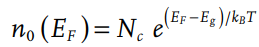 n₀ (E_F) = N_c e^{(E_F − E_g)/k_BT}